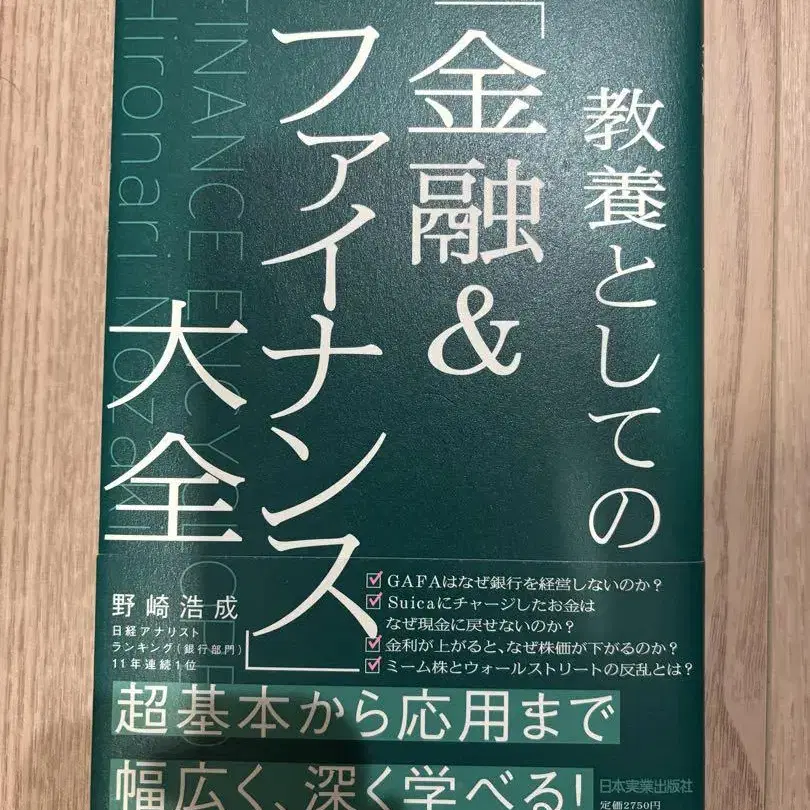 教養としての
「金融&
ファイナンス」
大全
FINANCE ENCYCL
Hironari Nozaki
野崎浩成
日経アナリスト
ランキング(銀行部門)
11年連続1位
GAFAはなぜ銀行を経営しないのか?
Suicaにチャージしたお金は
なぜ現金に戻せないのか?
金利が上がると、なぜ株価が下がるのか?
ミーム株とウォールストリートの反乱とは?
超基本から応用まで
幅広く、深く学べる!
日本実業出版社
定価2750円